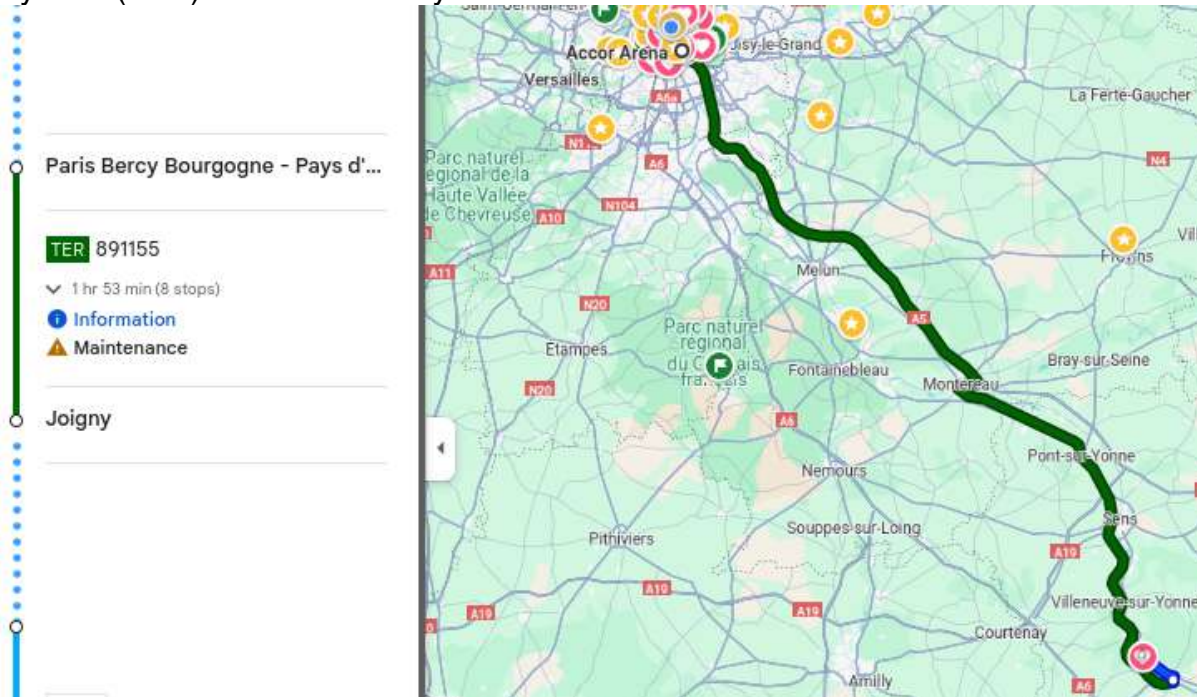 Paris Bercy Bourgogne - Pays d'...
TER 891155
1 hr 53 min (8 stops)
Information
Maintenance
Joigny
Accor Arena
Versailles
A6a
La Ferte-Gaucher
Parc naturel
régional de la
Haute Vallée
de Chevreuse
A6
N4
N104
A10
A11
Melun
N20
A5
Etampes
Parc naturel
régional
Fontainebleau
Bray-sur-Seine
Montereau
N20
A6
Pont-sur-Yonne
Nemours
Sens
Souppes-sur-Loing
Pithiviers
A19
A19
A19
A19
Villeneuve-sur-Yonne
Courtenay
Amilly
A6